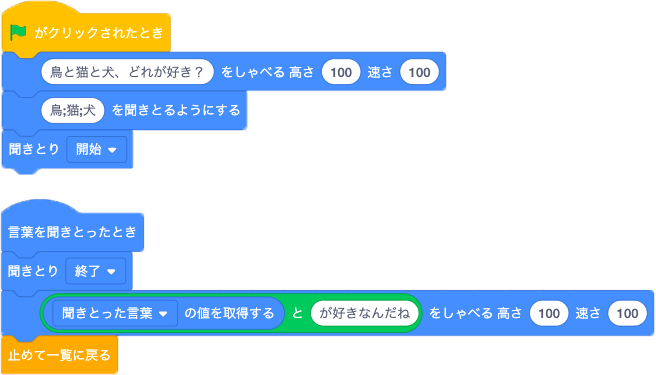 がクリックされたとき
鳥と猫と犬、どれが好き？ をしゃべる 高さ 100 速さ 100
鳥;猫;犬 を聞きとるようにする
聞きとり 開始
言葉を聞きとったとき
聞きとり 終了
聞きとった言葉 の値を取得する と が好きなんだね をしゃべる 高さ 100 速さ 100
止めて一覧に戻る